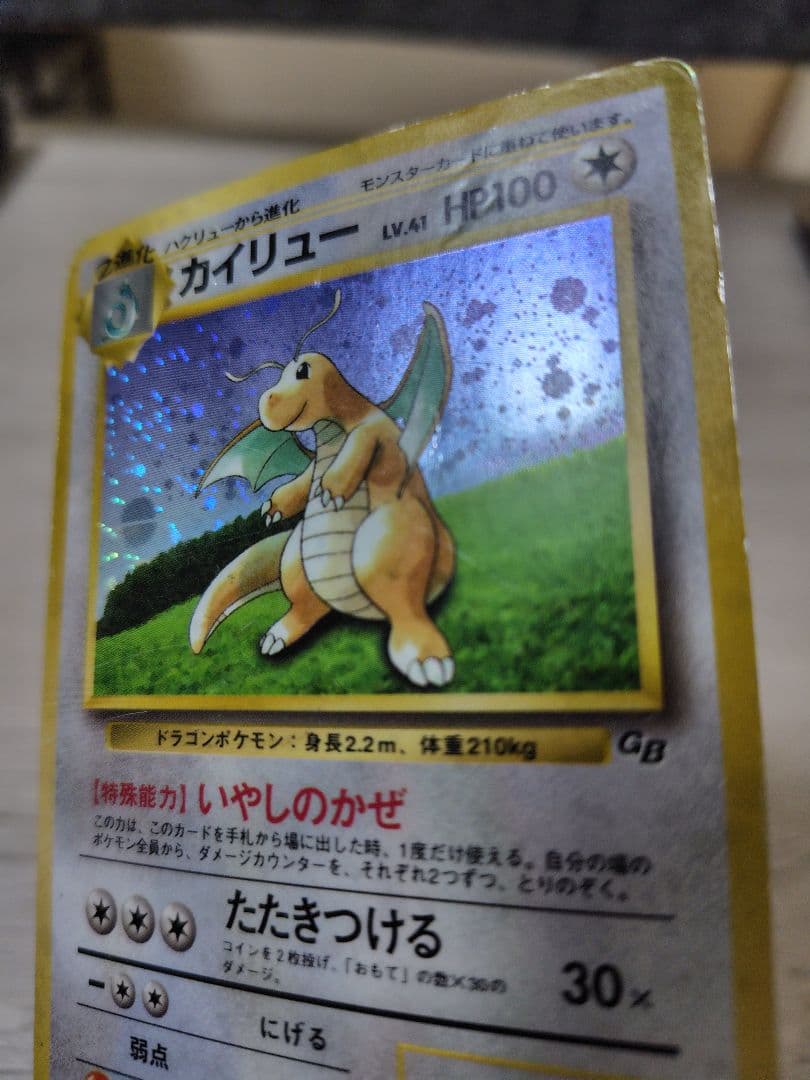 2進化 ハクリューから進化
モンスターカードに重ねて使います。
カイリュー LV.41 HP100
ドラゴンポケモン：身長2.2m、体重210kg
GB
【特殊能力】いやしのかぜ
この力は、このカードを手札から場に出した時、1度だけ使える。自分の場の
ポケモン全員から、ダメージカウンターを、それぞれ2つずつ、とりのぞく。
たたきつける 30×
コインを2枚投げ、「おもて」の数×30の
ダメージ。
にげる
弱点